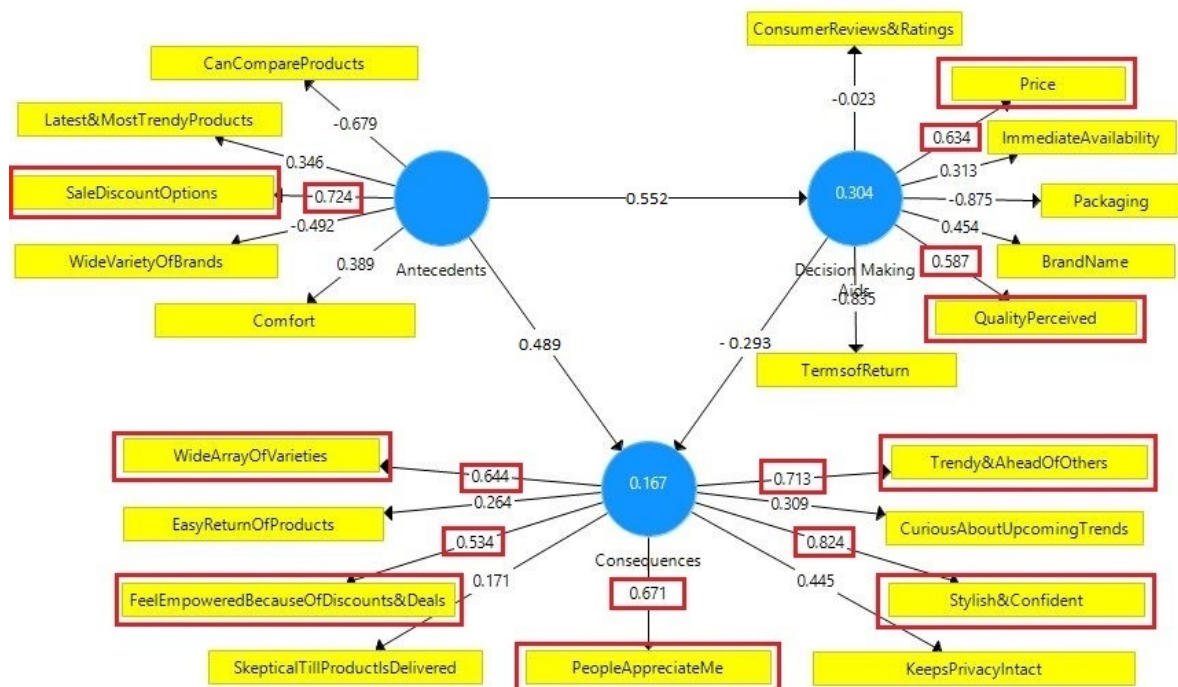 ConsumerReviews&Ratings
CanCompareProducts
Price
-0.023
-0.679
Latest&MostTrendyProducts
0.634
ImmediateAvailability
0.346
0.313
SaleDiscountOptions
0.724
0.552
0.304
-0.875
Packaging
-0.492
0.454
WideVarietyOfBrands
0.389
Antecedents
Decision Making
Aids
0.587
BrandName
-0.835
Comfort
QualityPerceived
0.489
- 0.293
TermsofReturn
WideArrayOfVarieties
0.644
0.167
0.713
Trendy&AheadOfOthers
0.264
0.309
EasyReturnOfProducts
CuriousAboutUpcomingTrends
0.534
Consequences
0.824
0.171
0.671
0.445
FeelEmpoweredBecauseOfDiscounts&Deals
Stylish&Confident
SkepticalTillProductIsDelivered
PeopleAppreciateMe
KeepsPrivacyIntact